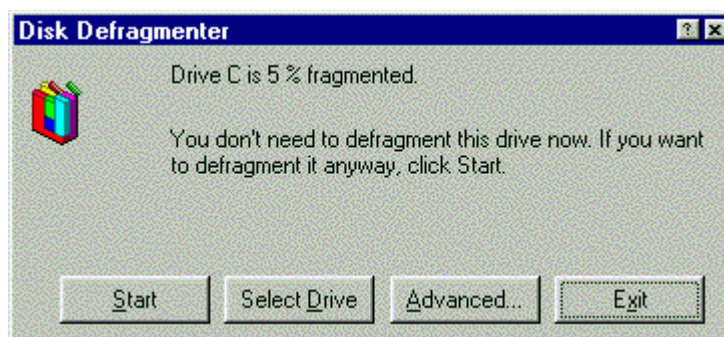 Disk Defragmenter
Drive C is 5 % fragmented.
You don't need to defragment this drive now. If you want
to defragment it anyway, click Start.
Start Select Drive Advanced... Exit